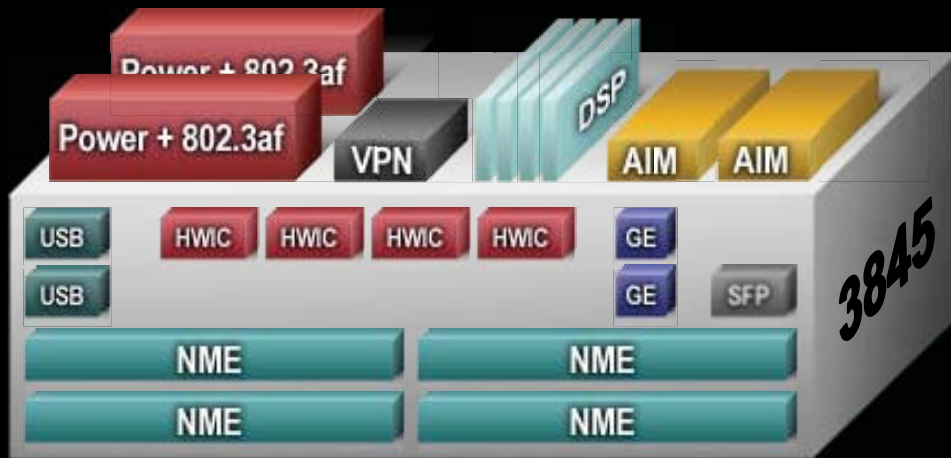 Power + 802.3af
Power + 802.3af
VPN
DSP
AIM AIM
USB HWIC HWIC HWIC HWIC GE
USB GE SFP
3845
NME NME
NME NME